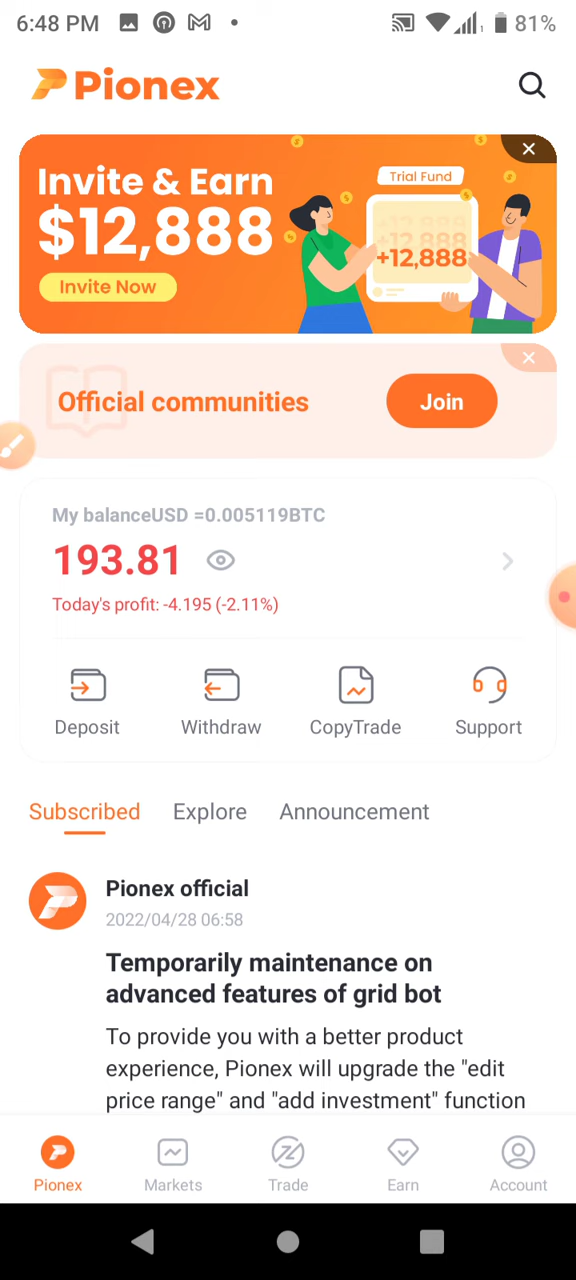 6:48 PM
81%
Pionex
Invite & Earn
$12,888
Invite Now
Trial Fund
+12,888
Official communities
Join
My balanceUSD =0.005119BTC
193.81
Today's profit: -4.195 (-2.11%)
Deposit Withdraw CopyTrade Support
Subscribed Explore Announcement
Pionex official
2022/04/28 06:58
Temporarily maintenance on
advanced features of grid bot
To provide you with a better product
experience, Pionex will upgrade the "edit
price range" and "add investment" function
Pionex Markets Trade Earn Account